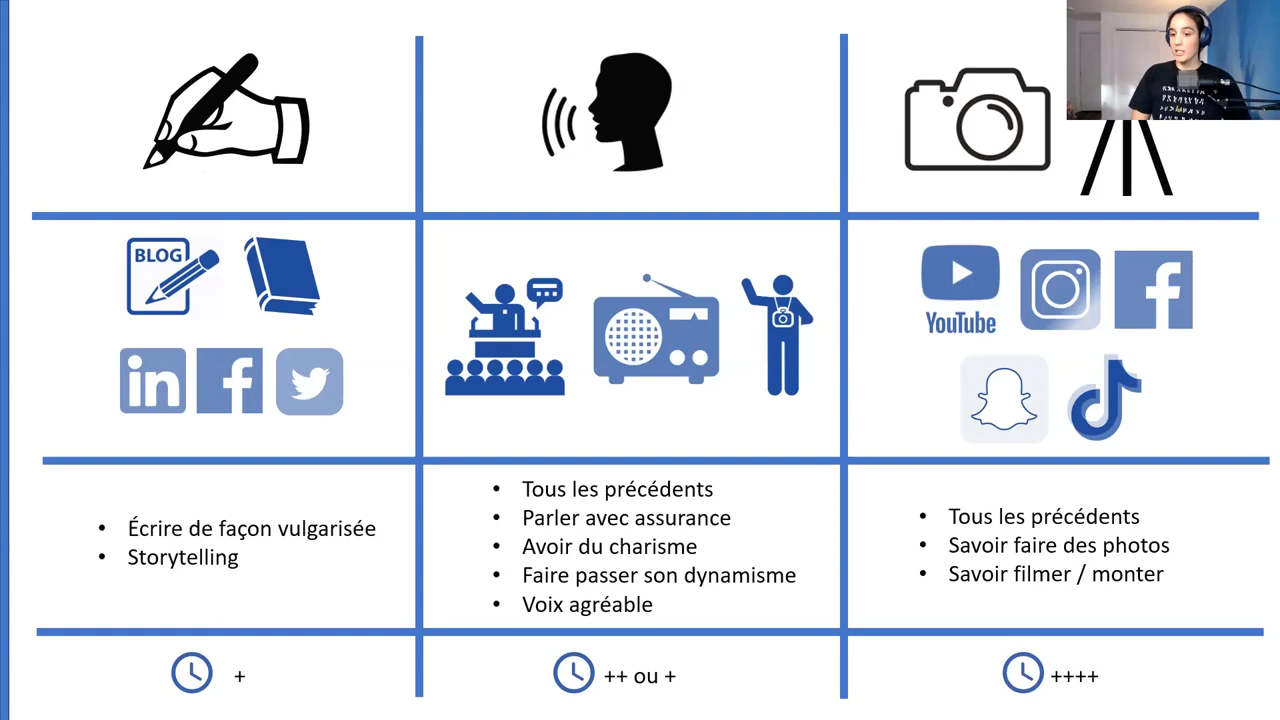 BLOG
in
YouTube
Écrire de façon vulgarisée
Storytelling
Tous les précédents
Parler avec assurance
Avoir du charisme
Faire passer son dynamisme
Voix agréable
Tous les précédents
Savoir faire des photos
Savoir filmer / monter
+
++ ou +
++++